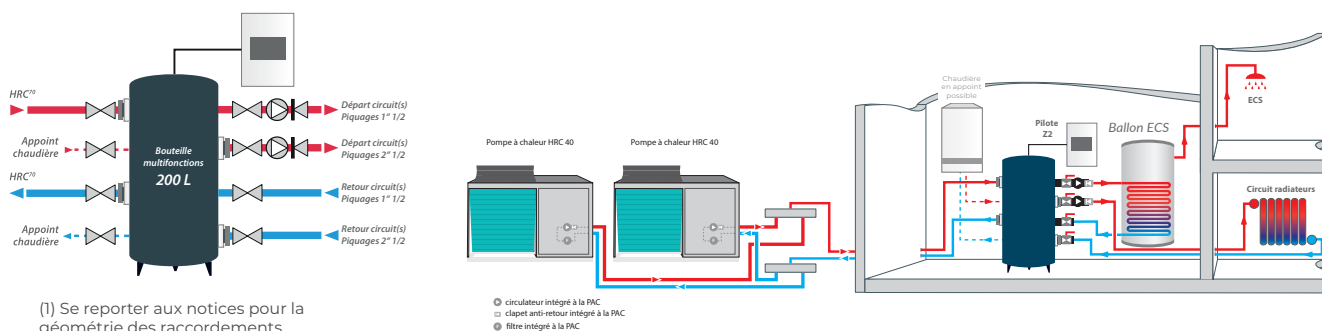 HRC⁷⁰
Appoint
chaudière
HRC⁷⁰
Appoint
chaudière
Bouteille
multifonctions
200 L
Départ circuit(s)
Piquages 1" 1/2
Départ circuit(s)
Piquages 2" 1/2
Retour circuit(s)
Piquages 1" 1/2
Retour circuit(s)
Piquages 2" 1/2
(1) Se reporter aux notices pour la
géométrie des raccordements
Pompe à chaleur HRC 40
Pompe à chaleur HRC 40
circulateur intégré à la PAC
clapet anti-retour intégré à la PAC
filtre intégré à la PAC
Chaudière
en appoint
possible
Pilote
Z2
Ballon ECS
ECS
Circuit radiateurs